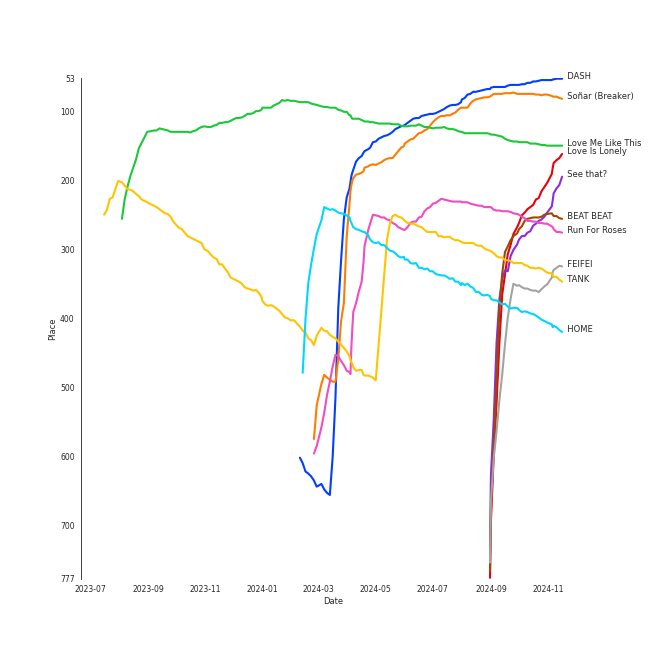 53
100
200
300
400
500
600
700
777
Place
2023-07
2023-09
2023-11
2024-01
2024-03
2024-05
2024-07
2024-09
2024-11
Date
DASH
Soñar (Breaker)
Love Me Like This
Love Is Lonely
See that?
BEAT BEAT
Run For Roses
FEIFEI
TANK
HOME